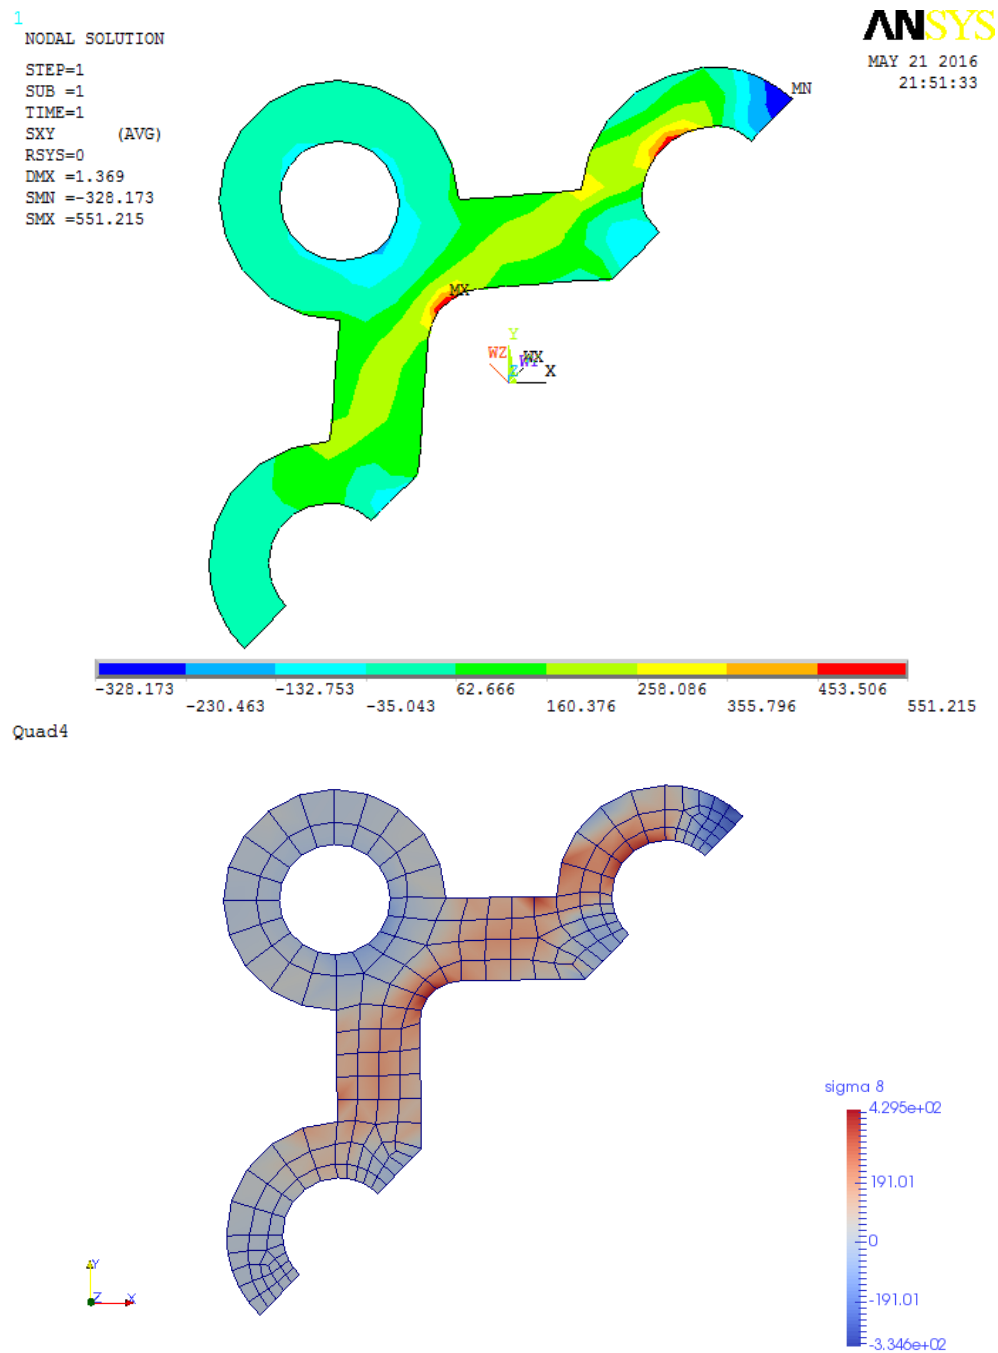 1
NODAL SOLUTION
ANSYS
STEP=1
SUB =1
TIME=1
SXY (AVG)
RSYS=0
DMX =1.369
SMN =-328.173
SMX =551.215
MAY 21 2016
21:51:33
MN
MX
Y
WZ
WX
Z
X
-328.173 -132.753 62.666 258.086 453.506
-230.463 -35.043 160.376 355.796 551.215
Quad4
sigma 8
4.295e+02
191.01
0
-191.01
-3.346e+02
Y
Z X